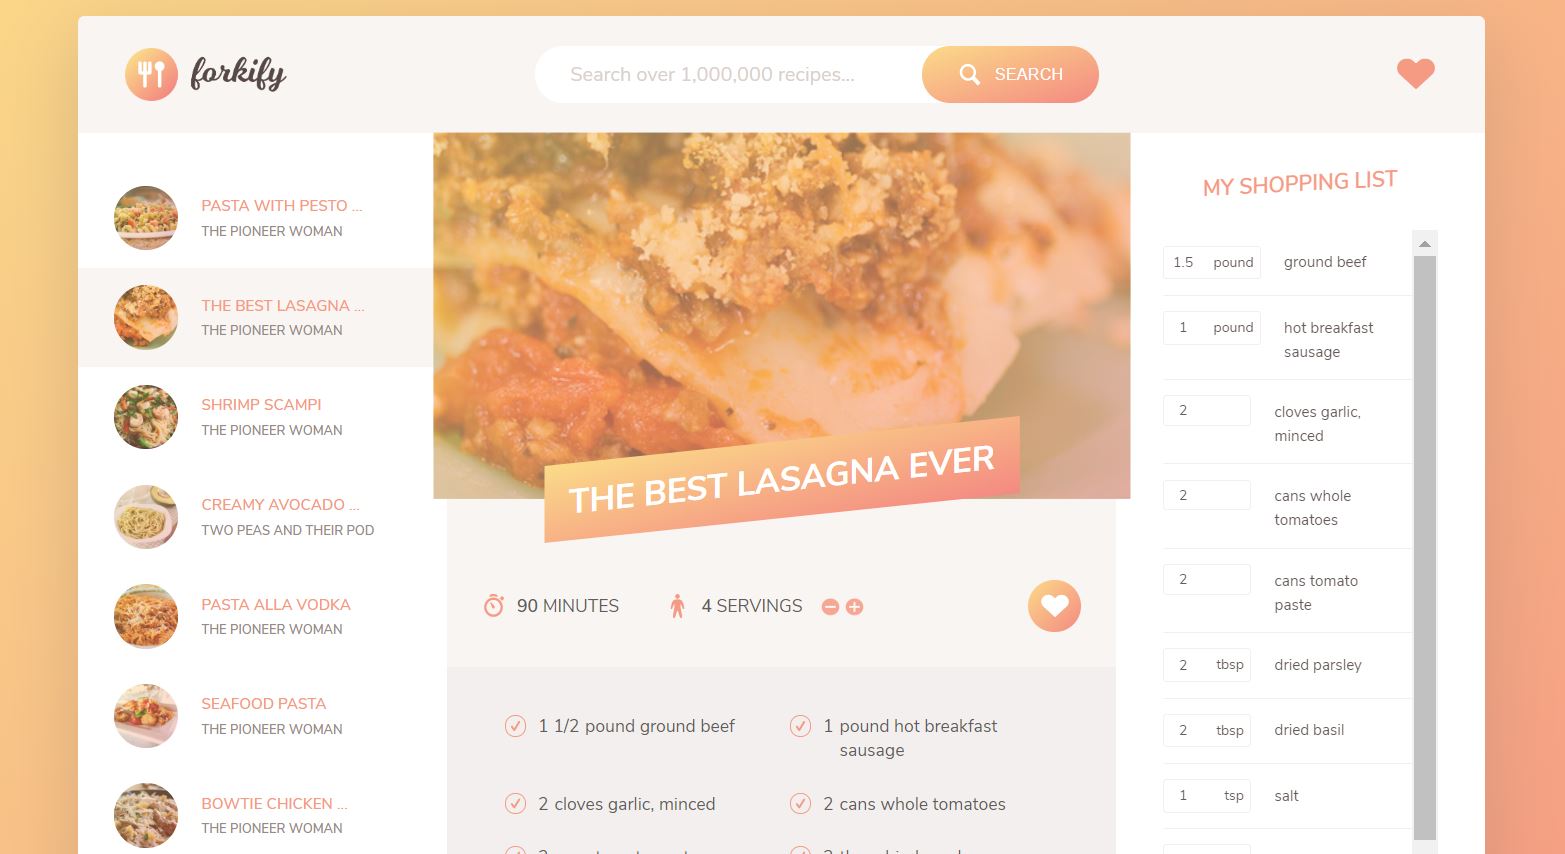 forkify
Search over 1,000,000 recipes...
SEARCH
PASTA WITH PESTO ...
THE PIONEER WOMAN
THE BEST LASAGNA ...
THE PIONEER WOMAN
SHRIMP SCAMPI
THE PIONEER WOMAN
CREAMY AVOCADO ...
TWO PEAS AND THEIR POD
PASTA ALLA VODKA
THE PIONEER WOMAN
SEAFOOD PASTA
THE PIONEER WOMAN
BOWTIE CHICKEN ...
THE PIONEER WOMAN
THE BEST LASAGNA EVER
90 MINUTES
4 SERVINGS
1 1/2 pound ground beef
1 pound hot breakfast
sausage
2 cloves garlic, minced
2 cans whole tomatoes
MY SHOPPING LIST
1.5 pound ground beef
1 pound hot breakfast
sausage
2 cloves garlic,
minced
2 cans whole
tomatoes
2 cans tomato
paste
2 tbsp dried parsley
2 tbsp dried basil
1 tsp salt